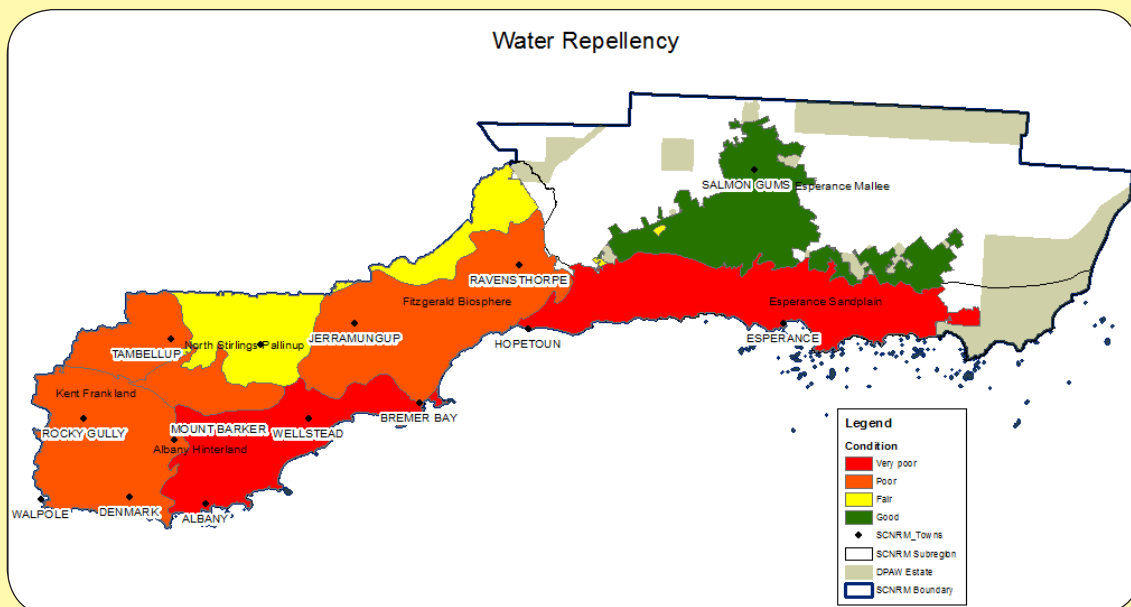 Water Repellency
SALMON GUMS Esperance Mallee
RAVENSTHORPE
Fitzgerald Biosphere
Esperance Sandplain
JERRAMUNGUP
HOPETOUN
ESPERANCE
North Stirlings Pallinup
TAMBELLUP
Kent Frankland
BREMER BAY
ROCKY GULLY
MOUNT BARKER
WELLSTEAD
Albany Hinterland
WALPOLE
DENMARK
ALBANY
Legend
Condition
Very poor
Poor
Fair
Good
SCNRM_Towns
SCNRM Subregion
DPAW Estate
SCNRM Boundary